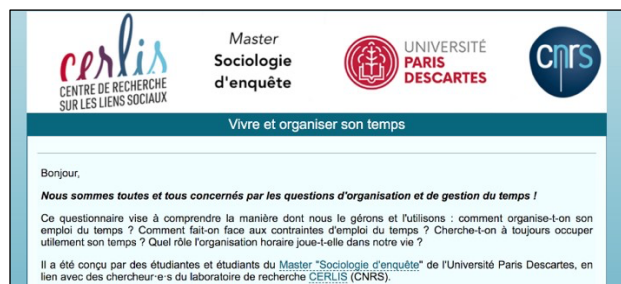 cerlis
CENTRE DE RECHERCHE
SUR LES LIENS SOCIAUX
Master
Sociologie
d'enquête
UNIVERSITÉ
PARIS
DESCARTES
cnrs
Vivre et organiser son temps
Bonjour,
Nous sommes toutes et tous concernés par les questions d'organisation et de gestion du temps !
Ce questionnaire vise à comprendre la manière dont nous le gérons et l'utilisons : comment organise-t-on son
emploi du temps ? Comment fait-on face aux contraintes d'emploi du temps ? Cherche-t-on à toujours occuper
utilement son temps ? Quel rôle l'organisation horaire joue-t-elle dans notre vie ?
Il a été conçu par des étudiantes et étudiants du Master "Sociologie d'enquête" de l'Université Paris Descartes, en
lien avec des chercheur·e·s du laboratoire de recherche CERLIS (CNRS).